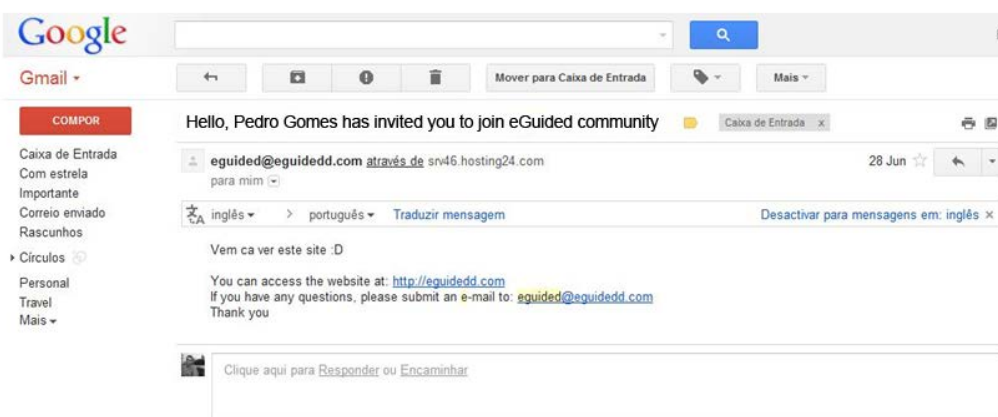 Google
Gmail
Mover para Caixa de Entrada
Mais
COMPOR
Hello, Pedro Gomes has invited you to join eGuided community
Caixa de Entrada x
Caixa de Entrada
Com estrela
Importante
Correio enviado
Rascunhos
Círculos
Personal
Travel
Mais
eguided@eguidedd.com através de srv46.hosting24.com
28 Jun
para mim
inglês > português Traduzir mensagem
Desactivar para mensagens em: inglês x
Vem ca ver este site :D
You can access the website at: http://eguidedd.com
If you have any questions, please submit an e-mail to: eguided@eguidedd.com
Thank you
Clique aqui para Responder ou Encaminhar